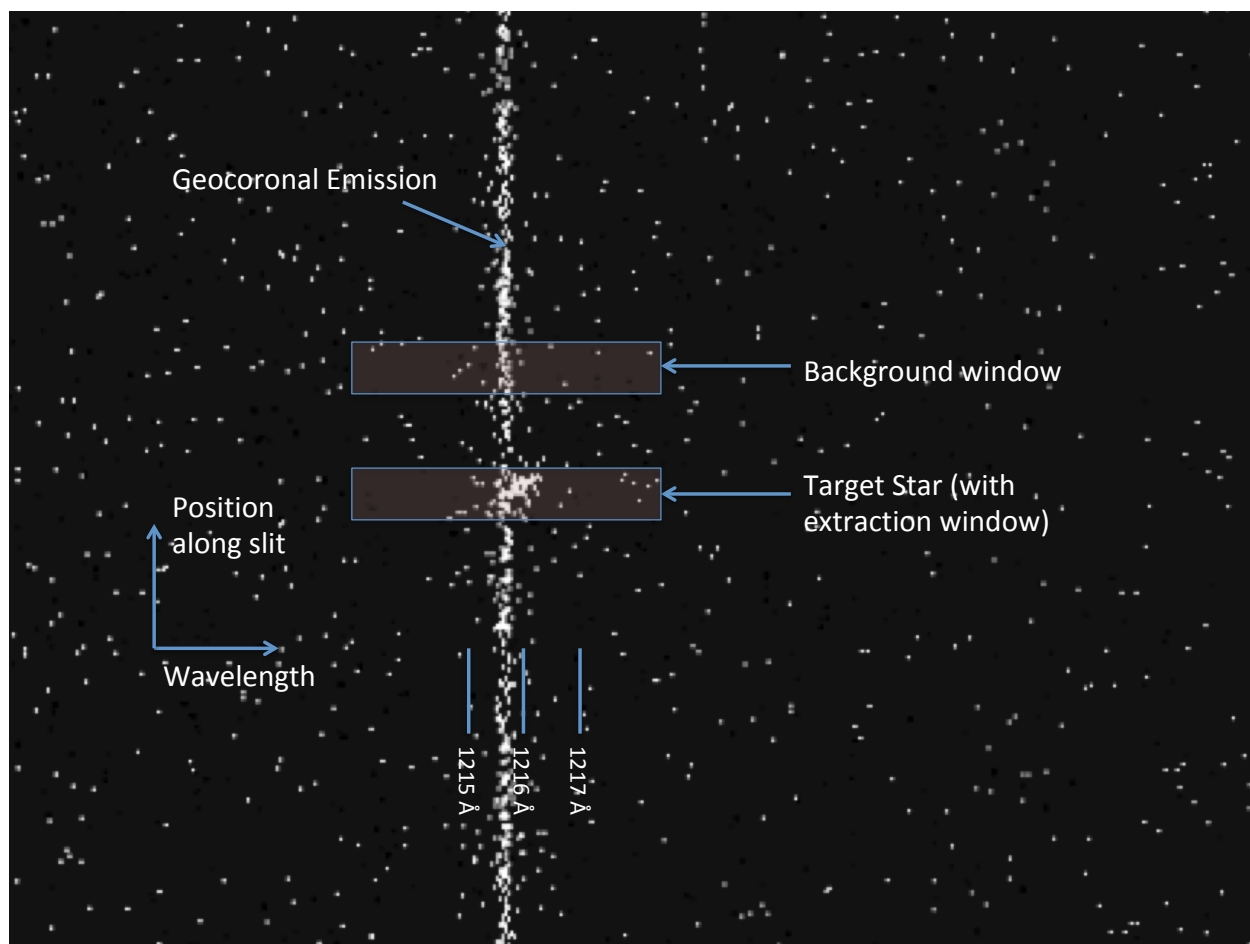 Geocoronal Emission
Background window
Target Star (with
extraction window)
Position
along slit
Wavelength
1215 Å
1216 Å
1217 Å